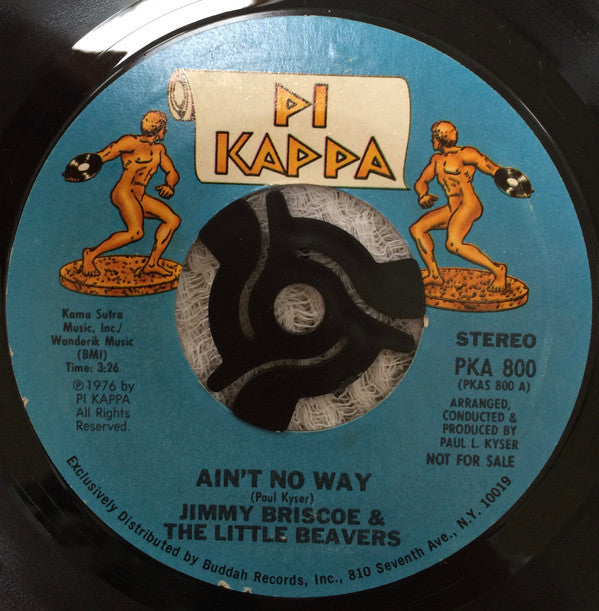 PI
KAPPA
Kama Sutra
Music, Inc./
Wanderik Music
(BMI)
Time: 3:26
℗ 1976 by
PI KAPPA
All Rights
Reserved.
STEREO
PKA 800
(PKAS 800 A)
ARRANGED,
CONDUCTED &
PRODUCED BY
PAUL L. KYSER
NOT FOR SALE
AIN'T NO WAY
(Paul Kyser)
JIMMY BRISCOE &
THE LITTLE BEAVERS
Exclusively Distributed by Buddah Records, Inc., 810 Seventh Ave., N.Y. 10019